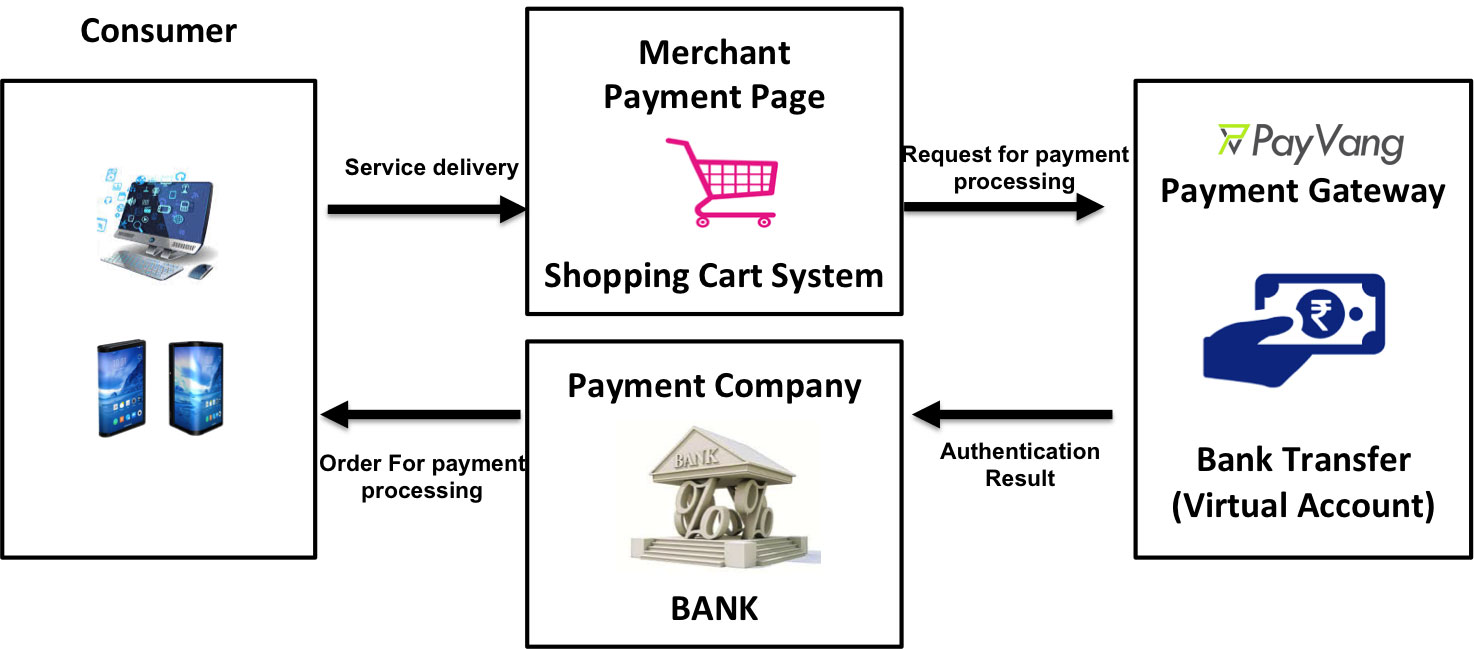 Consumer
Merchant
Payment Page
Shopping Cart System
Service delivery
Request for payment
processing
PayVang
Payment Gateway
₹
Bank Transfer
(Virtual Account)
Authentication
Result
Payment Company
BANK
BANK
Order For payment
processing